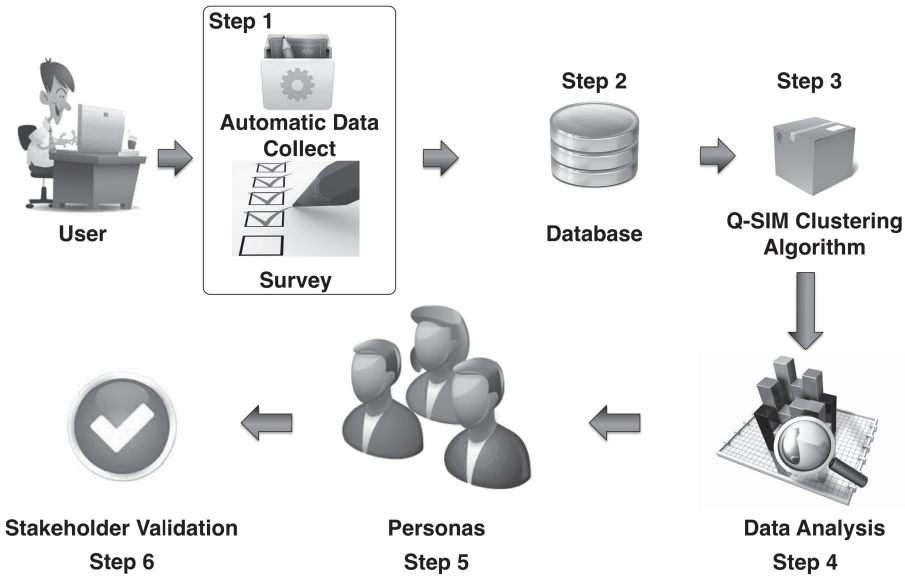 Step 1
Automatic Data
Collect
Survey
User
Step 2
Database
Step 3
Q-SIM Clustering
Algorithm
Data Analysis
Step 4
Personas
Step 5
Stakeholder Validation
Step 6